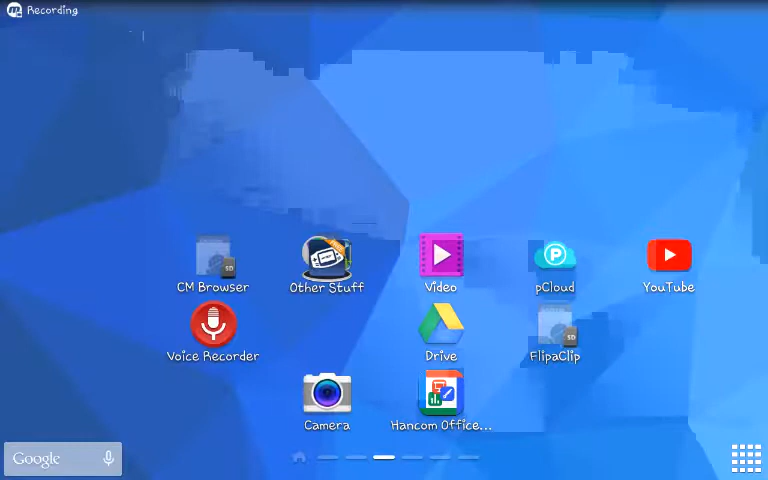 Recording
CM Browser
Other Stuff
Video
pCloud
YouTube
Voice Recorder
Drive
FlipaClip
Camera
Hancom Office...
Google